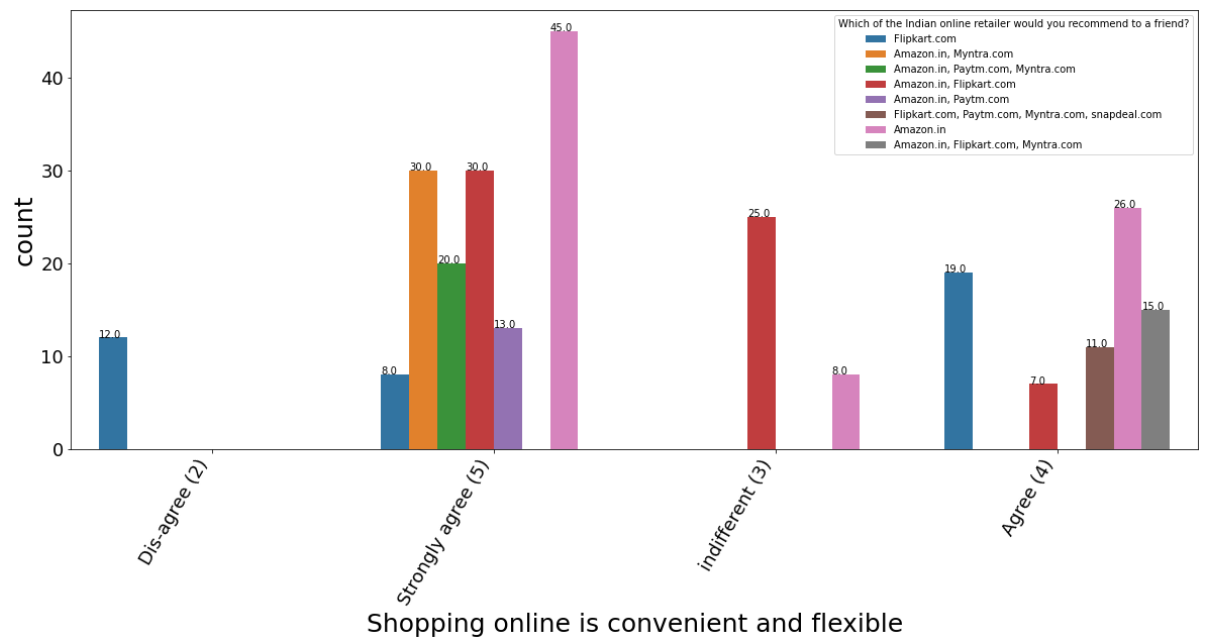 Which of the Indian online retailer would you recommend to a friend?
Flipkart.com
Amazon.in, Myntra.com
Amazon.in, Paytm.com, Myntra.com
Amazon.in, Flipkart.com
Amazon.in, Paytm.com
Flipkart.com, Paytm.com, Myntra.com, snapdeal.com
Amazon.in
Amazon.in, Flipkart.com, Myntra.com
count
40
30
20
10
0
12.0
8.0
30.0
20.0
30.0
13.0
45.0
25.0
8.0
19.0
7.0
11.0
26.0
15.0
Dis-agree (2)
Strongly agree (5)
indifferent (3)
Agree (4)
Shopping online is convenient and flexible